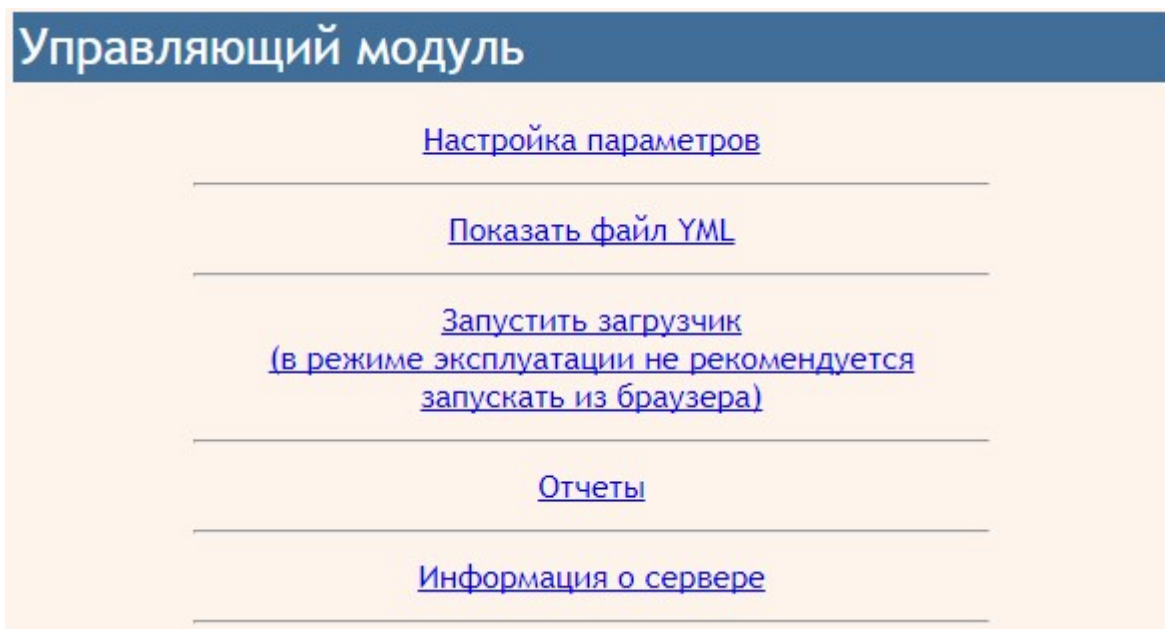 Управляющий модуль
Настройка параметров
Показать файл YML
Запустить загрузчик
(в режиме эксплуатации не рекомендуется
запускать из браузера)
Отчеты
Информация о сервере